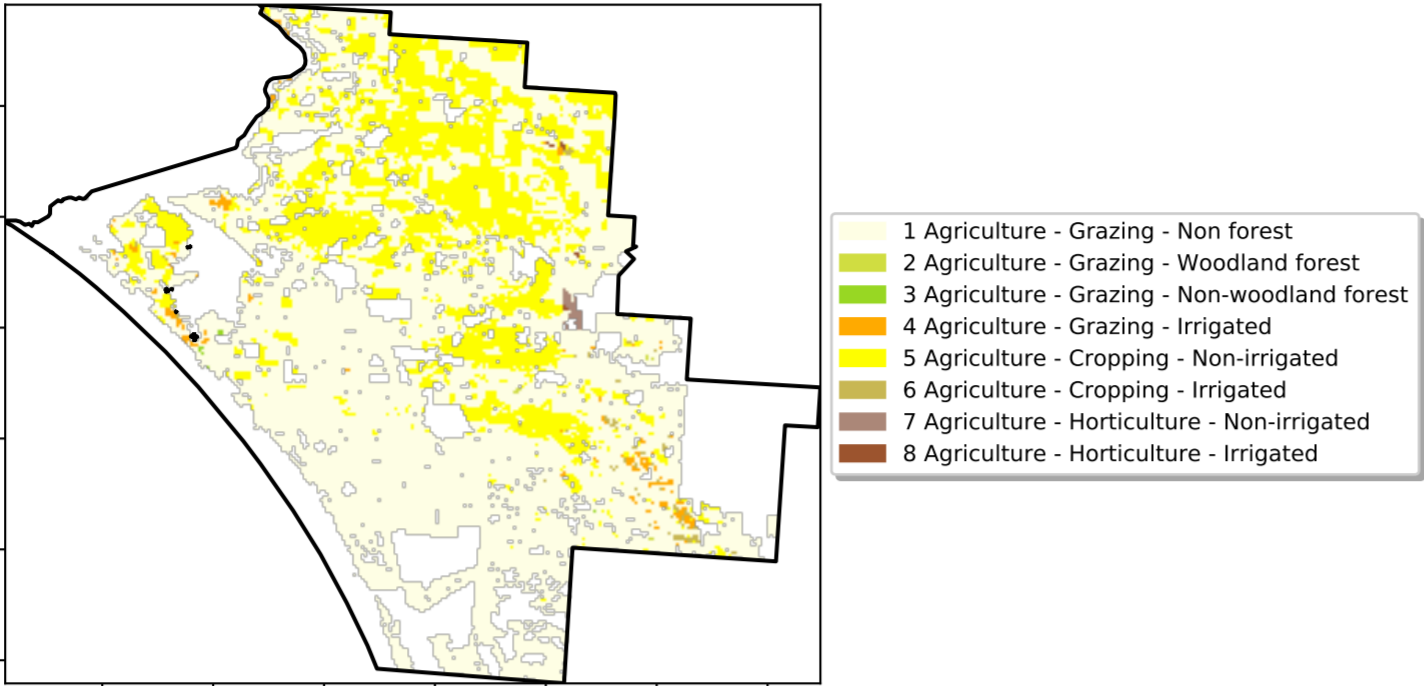 1 Agriculture - Grazing - Non forest
2 Agriculture - Grazing - Woodland forest
3 Agriculture - Grazing - Non-woodland forest
4 Agriculture - Grazing - Irrigated
5 Agriculture - Cropping - Non-irrigated
6 Agriculture - Cropping - Irrigated
7 Agriculture - Horticulture - Non-irrigated
8 Agriculture - Horticulture - Irrigated